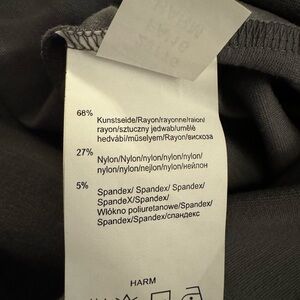 68%
Kunstseide/Rayon/rayonne/raion/
rayon/sztuczny jedwab/umělé
hedvábí/műselyem/Rayon/вискоза
27%
Nylon/Nylon/nylon/nylon/nylon/
nylon/nylon/nejlon/nylon/нейлон
5%
Spandex/ Spandex/ Spandex/
SpandeX/Spandex/
Włókno poliuretanowe/Spandex/
Spandex/Spandex/спандекс
HARM